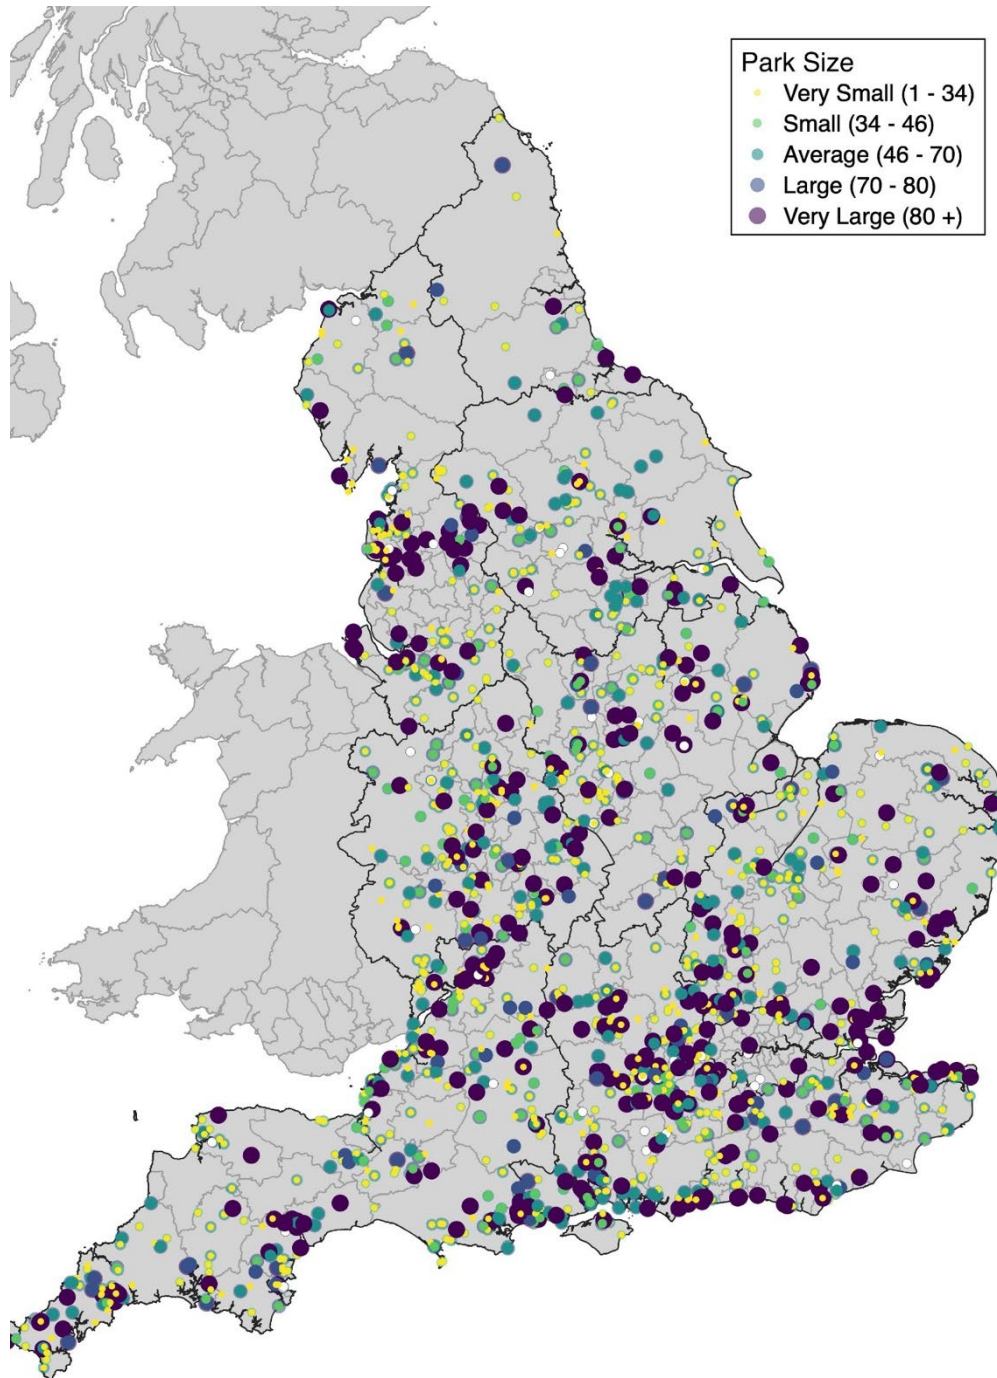 Park Size
Very Small (1 - 34)
Small (34 - 46)
Average (46 - 70)
Large (70 - 80)
Very Large (80 +)